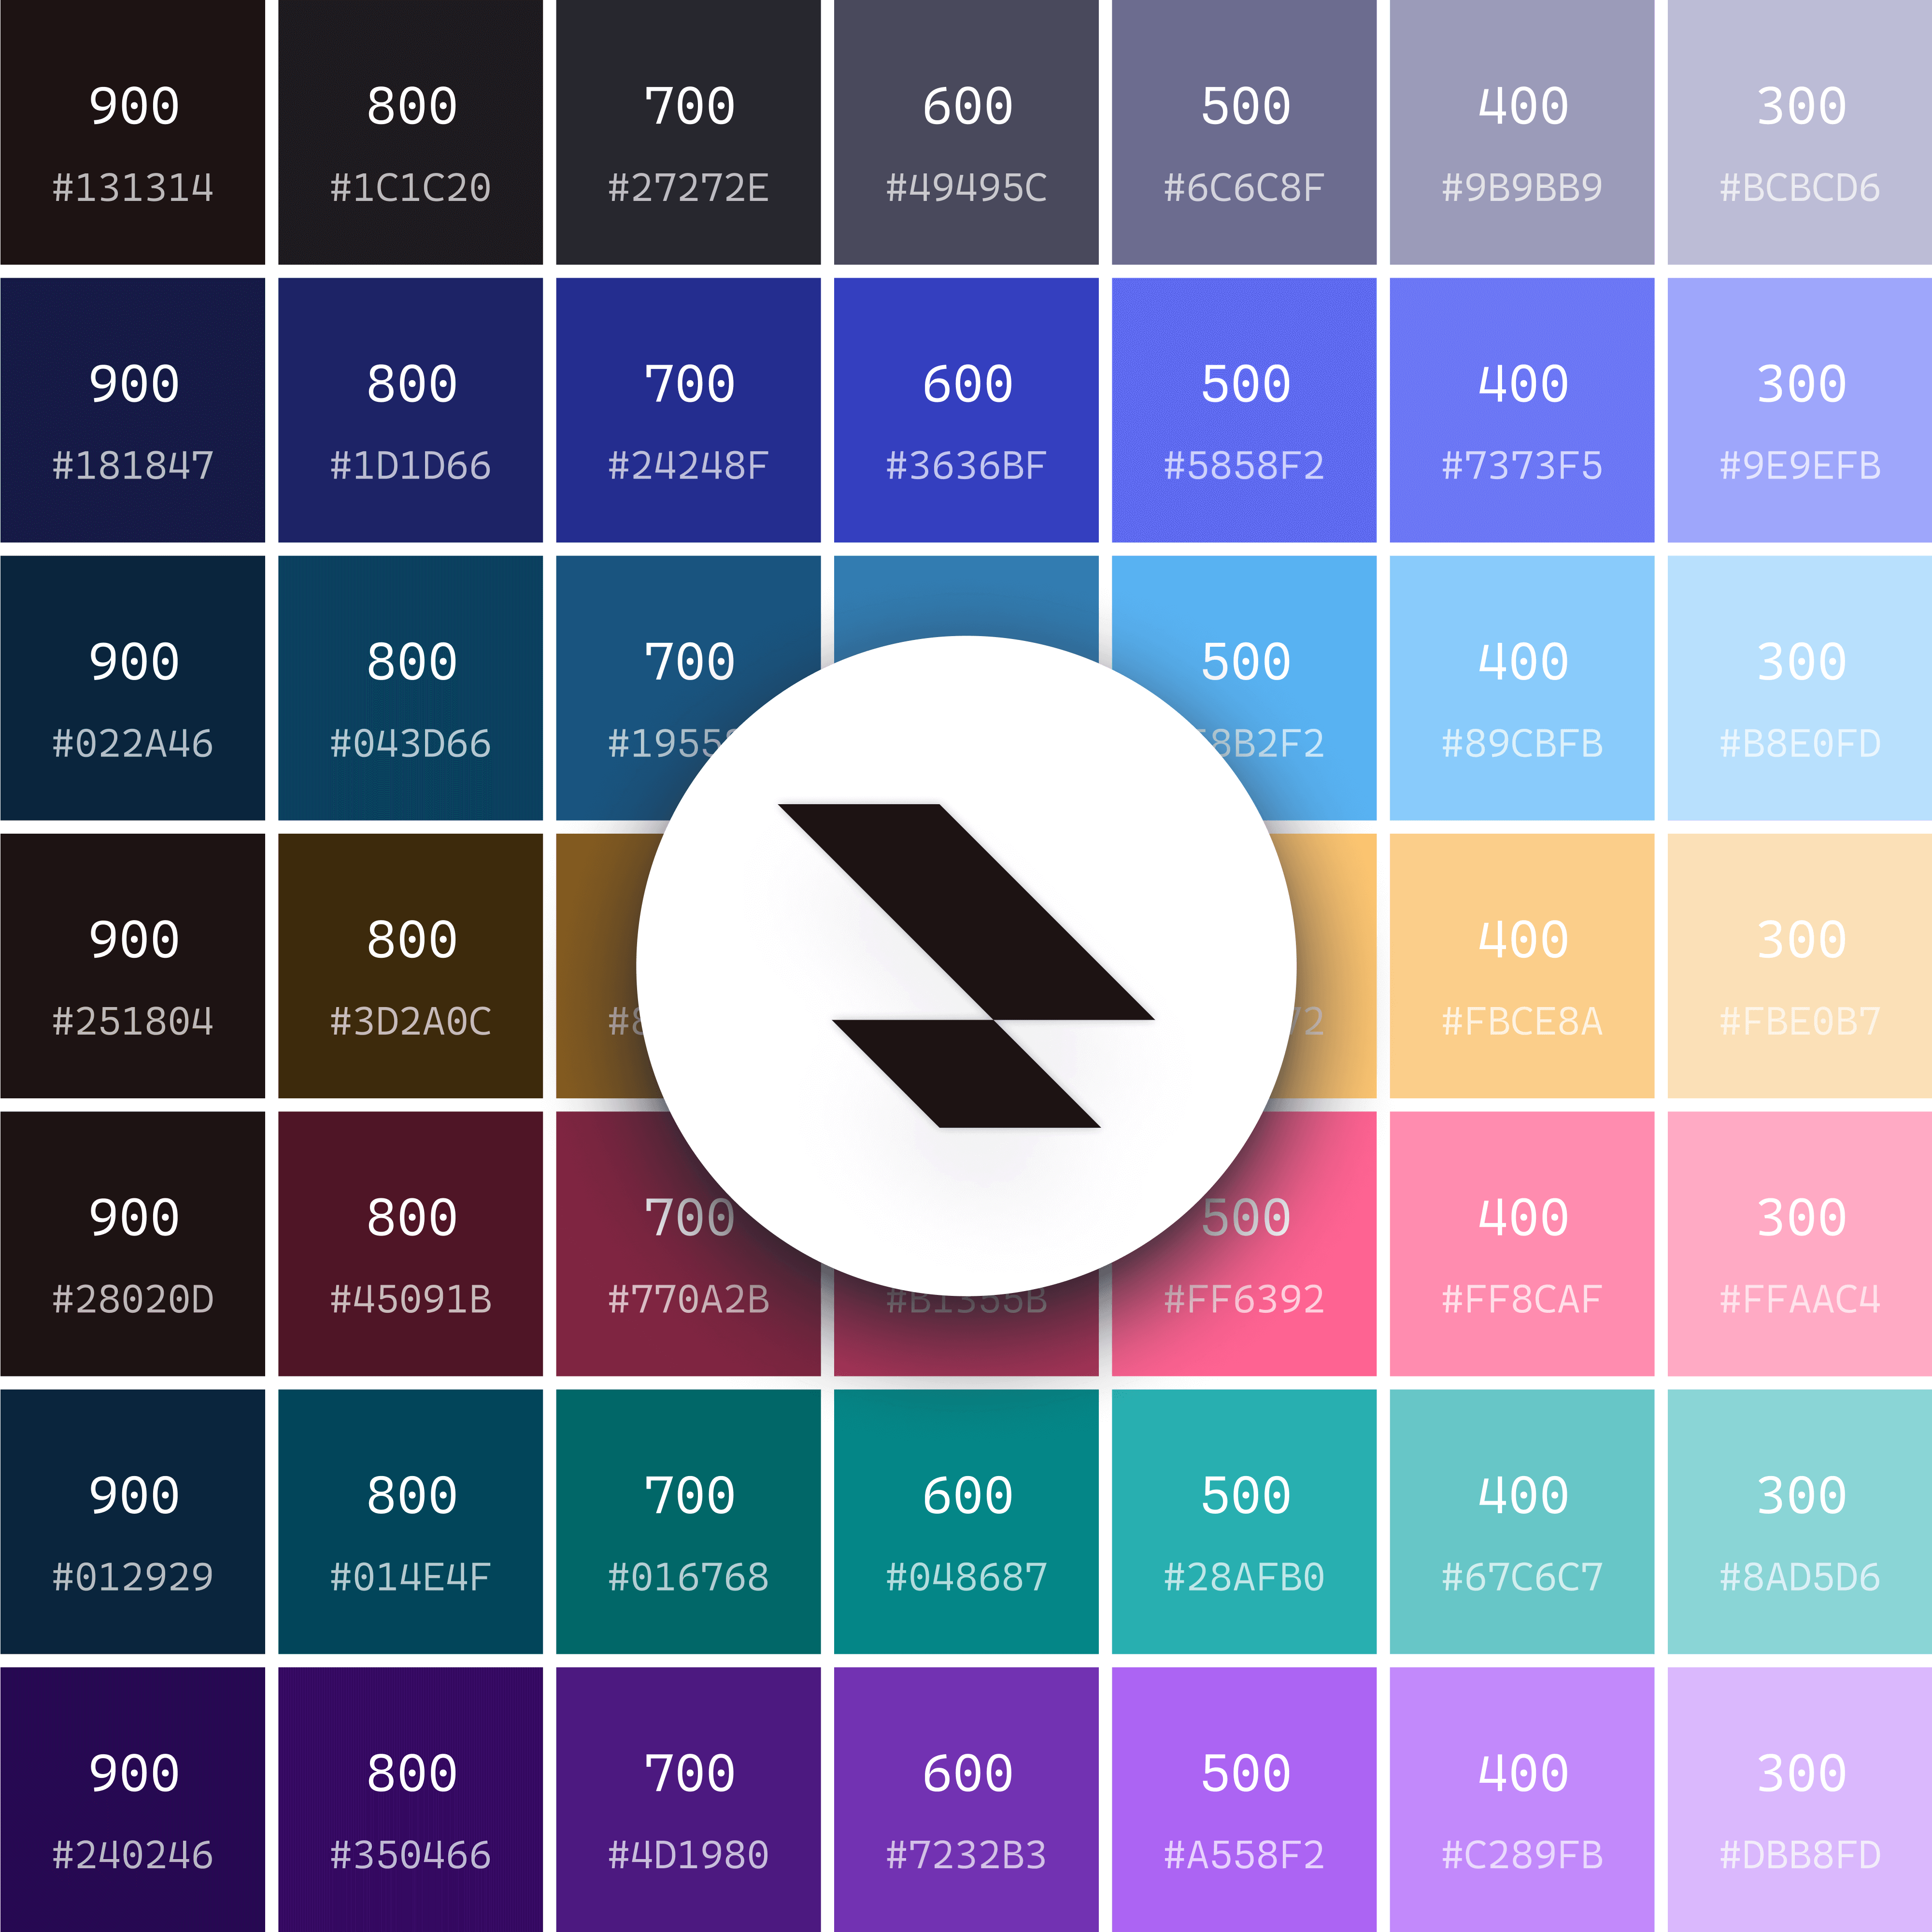 900 800 700 600 500 400 300
#131314 #1C1C20 #27272E #49495C #6C6C8F #9B9BB9 #BCBCD6
900 800 700 600 500 400 300
#181847 #1D1D66 #24248F #3636BF #5858F2 #7373F5 #9E9EFB
900 800 700 500 400 300
#022A46 #043D66 #89CBFB #B8E0FD
900 800 400 300
#251804 #3D2A0C #FBCE8A #FBE0B7
900 800 700 500 400 300
#28020D #45091B #770A2B #B1355B #FF6392 #FF8CAF #FFAAC4
900 800 700 600 500 400 300
#012929 #014E4F #016768 #048687 #28AFB0 #67C6C7 #8AD5D6
900 800 700 600 500 400 300
#240246 #350466 #4D1980 #7232B3 #A558F2 #C289FB #DBB8FD